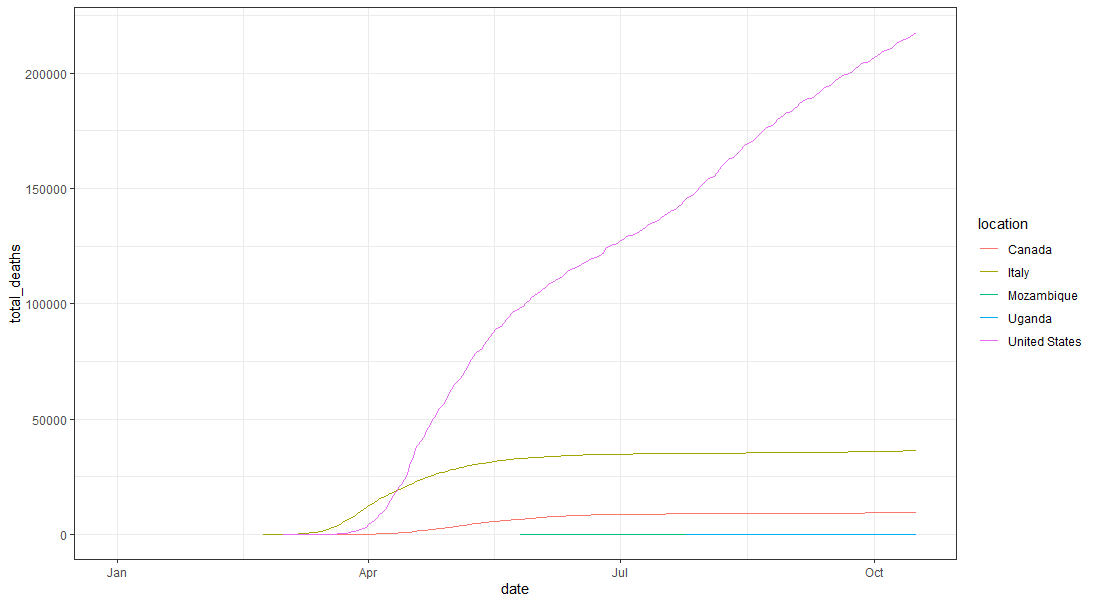 200000
150000
100000
50000
0
total_deaths
Jan Apr Jul Oct
date
location
Canada
Italy
Mozambique
Uganda
United States